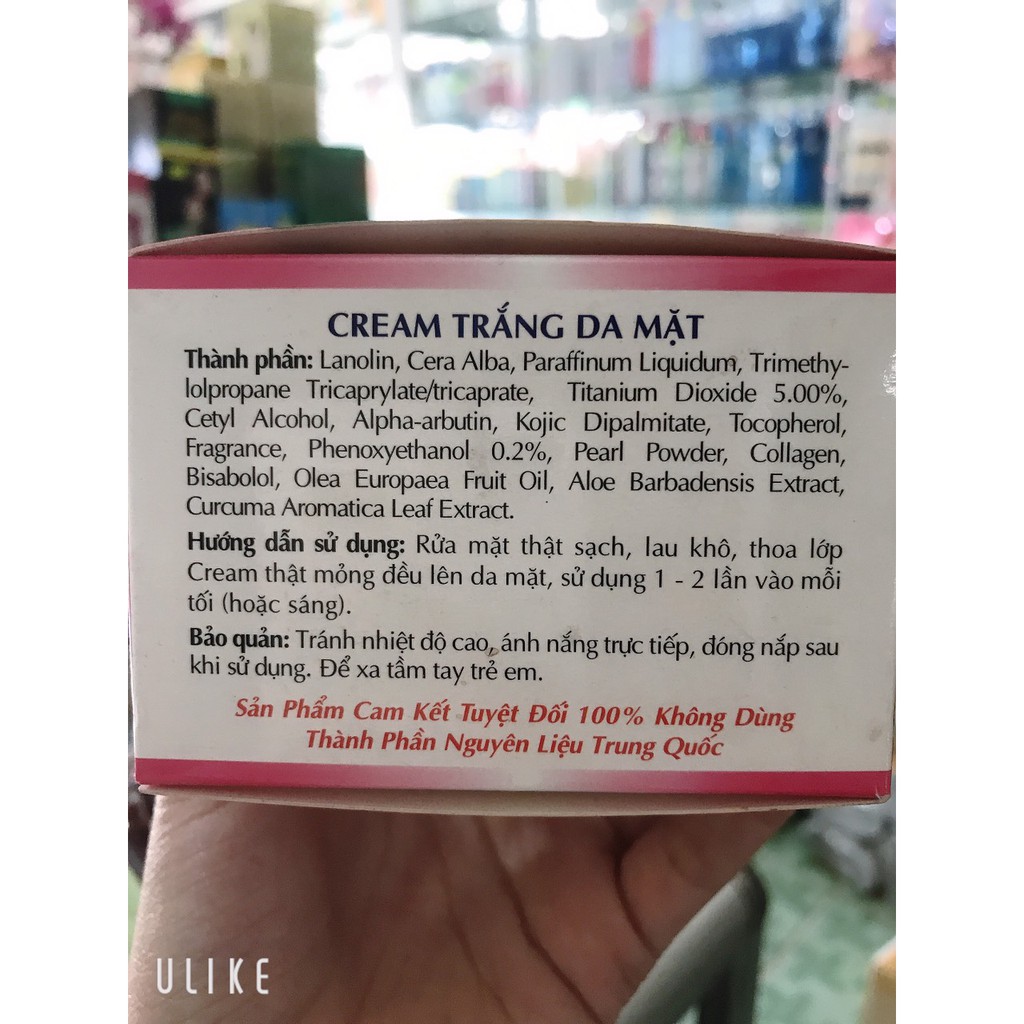 CREAM TRẮNG DA MẶT
Thành phần: Lanolin, Cera Alba, Paraffinum Liquidum, Trimethy-
lolpropane Tricaprylate/tricaprate, Titanium Dioxide 5.00%,
Cetyl Alcohol, Alpha-arbutin, Kojic Dipalmitate, Tocopherol,
Fragrance, Phenoxyethanol 0.2%, Pearl Powder, Collagen,
Bisabolol, Olea Europaea Fruit Oil, Aloe Barbadensis Extract,
Curcuma Aromatica Leaf Extract.
Hướng dẫn sử dụng: Rửa mặt thật sạch, lau khô, thoa lớp
Cream thật mỏng đều lên da mặt, sử dụng 1 - 2 lần vào mỗi
tối (hoặc sáng).
Bảo quản: Tránh nhiệt độ cao, ánh nắng trực tiếp, đóng nắp sau
khi sử dụng. Để xa tầm tay trẻ em.
Sản Phẩm Cam Kết Tuyệt Đối 100% Không Dùng
Thành Phần Nguyên Liệu Trung Quốc
ULIKE